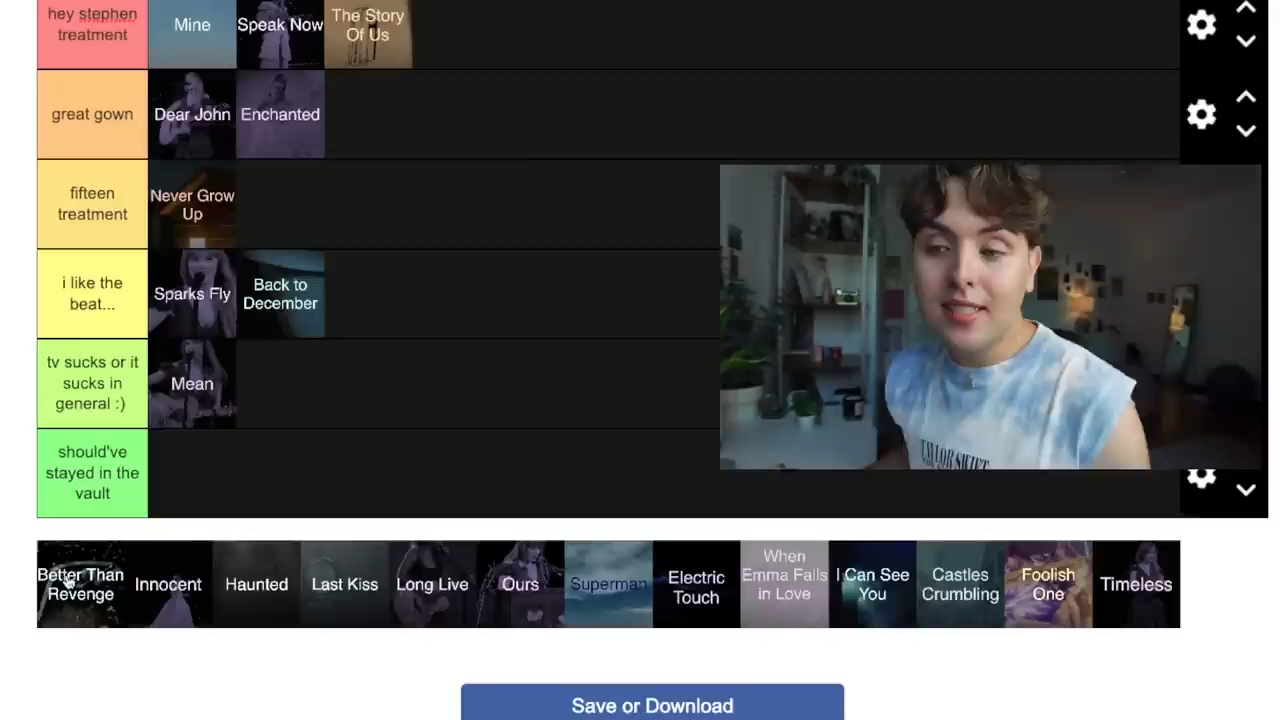 hey stephen
treatment
Mine
Speak Now
The Story
Of Us
great gown
Dear John
Enchanted
fifteen
treatment
Never Grow
Up
i like the
beat...
Sparks Fly
Back to
December
tv sucks or it
sucks in
general :)
Mean
TAYLOR SWIFT
should've
stayed in the
vault
Better Than
Revenge
Innocent
Haunted
Last Kiss
Long Live
Ours
Superman
Electric
Touch
When
Emma Falls
in Love
I Can See
You
Castles
Crumbling
Foolish
One
Timeless
Save or Download